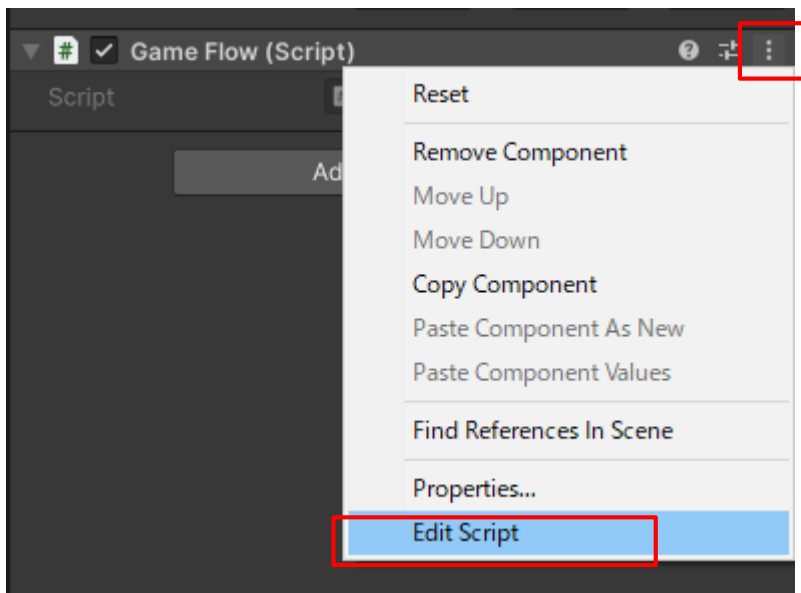 Game Flow (Script)
Script
Reset
Remove Component
Ad
Move Up
Move Down
Copy Component
Paste Component As New
Paste Component Values
Find References In Scene
Properties...
Edit Script